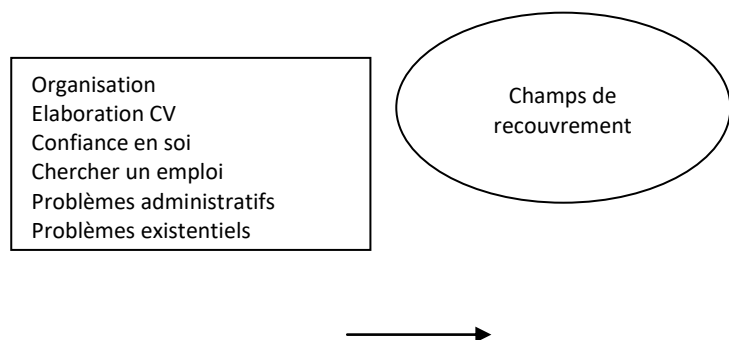 Organisation
Elaboration CV
Confiance en soi
Chercher un emploi
Problèmes administratifs
Problèmes existentiels
Champs de
recouvrement